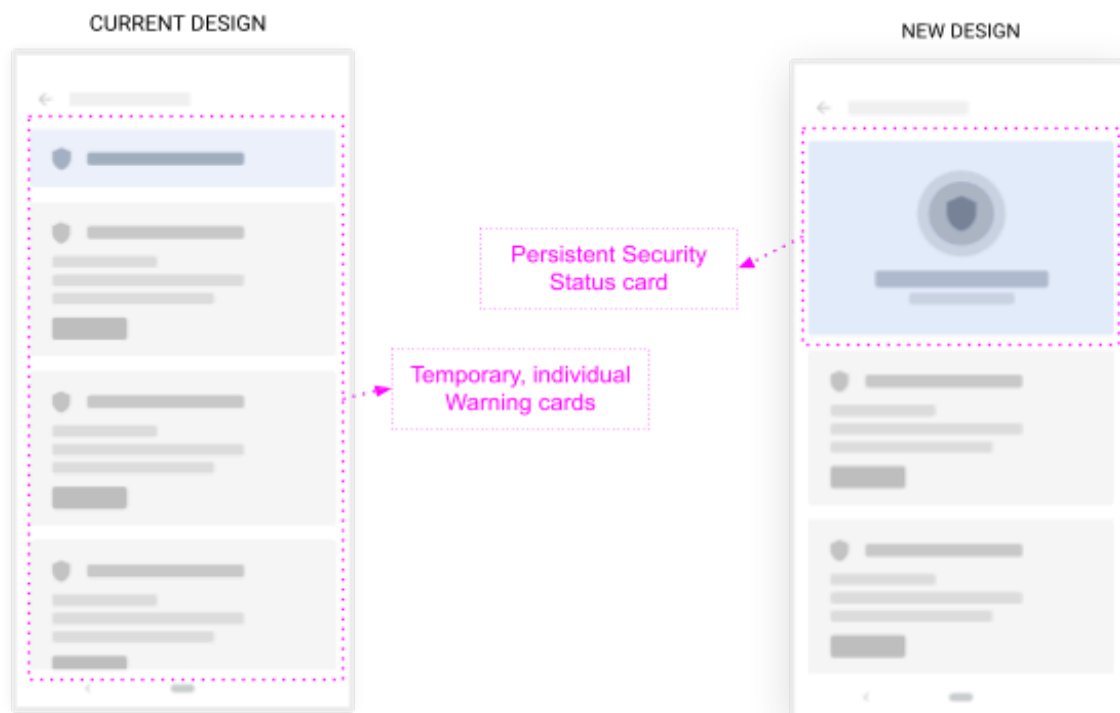 CURRENT DESIGN
NEW DESIGN
Persistent Security
Status card
Temporary, individual
Warning cards